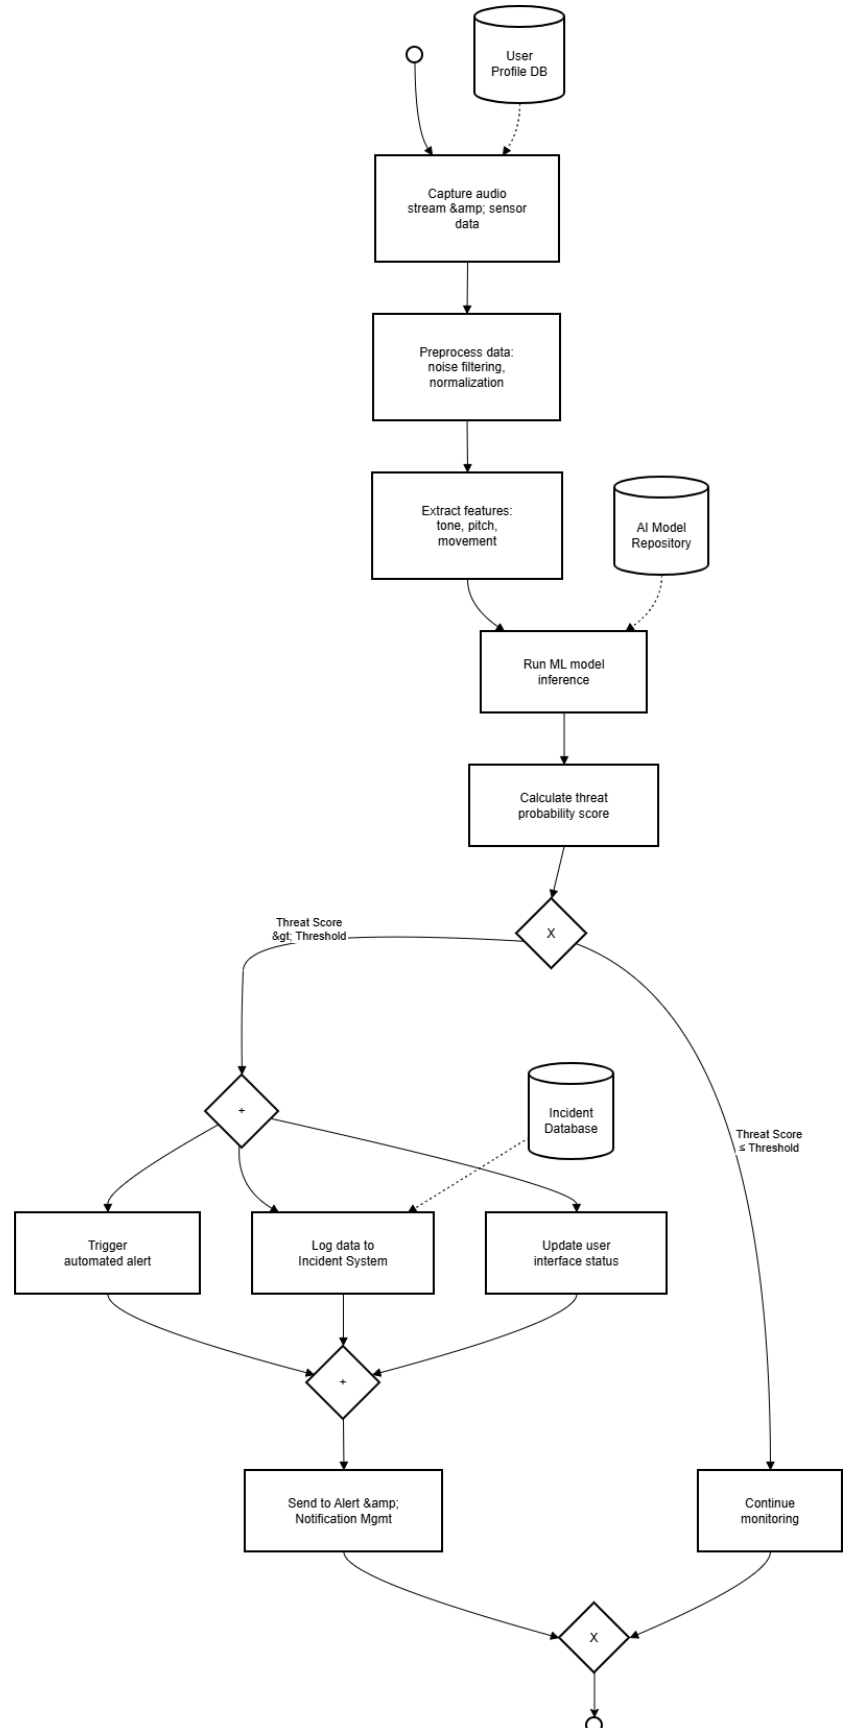 User
Profile DB
Capture audio
stream &amp; sensor
data
Preprocess data:
noise filtering,
normalization
Extract features:
tone, pitch,
movement
AI Model
Repository
Run ML model
inference
Calculate threat
probability score
X
Threat Score
&gt; Threshold
+
Incident
Database
Threat Score
≤ Threshold
Trigger
automated alert
Log data to
Incident System
Update user
interface status
+
Send to Alert &amp;
Notification Mgmt
Continue
monitoring
X